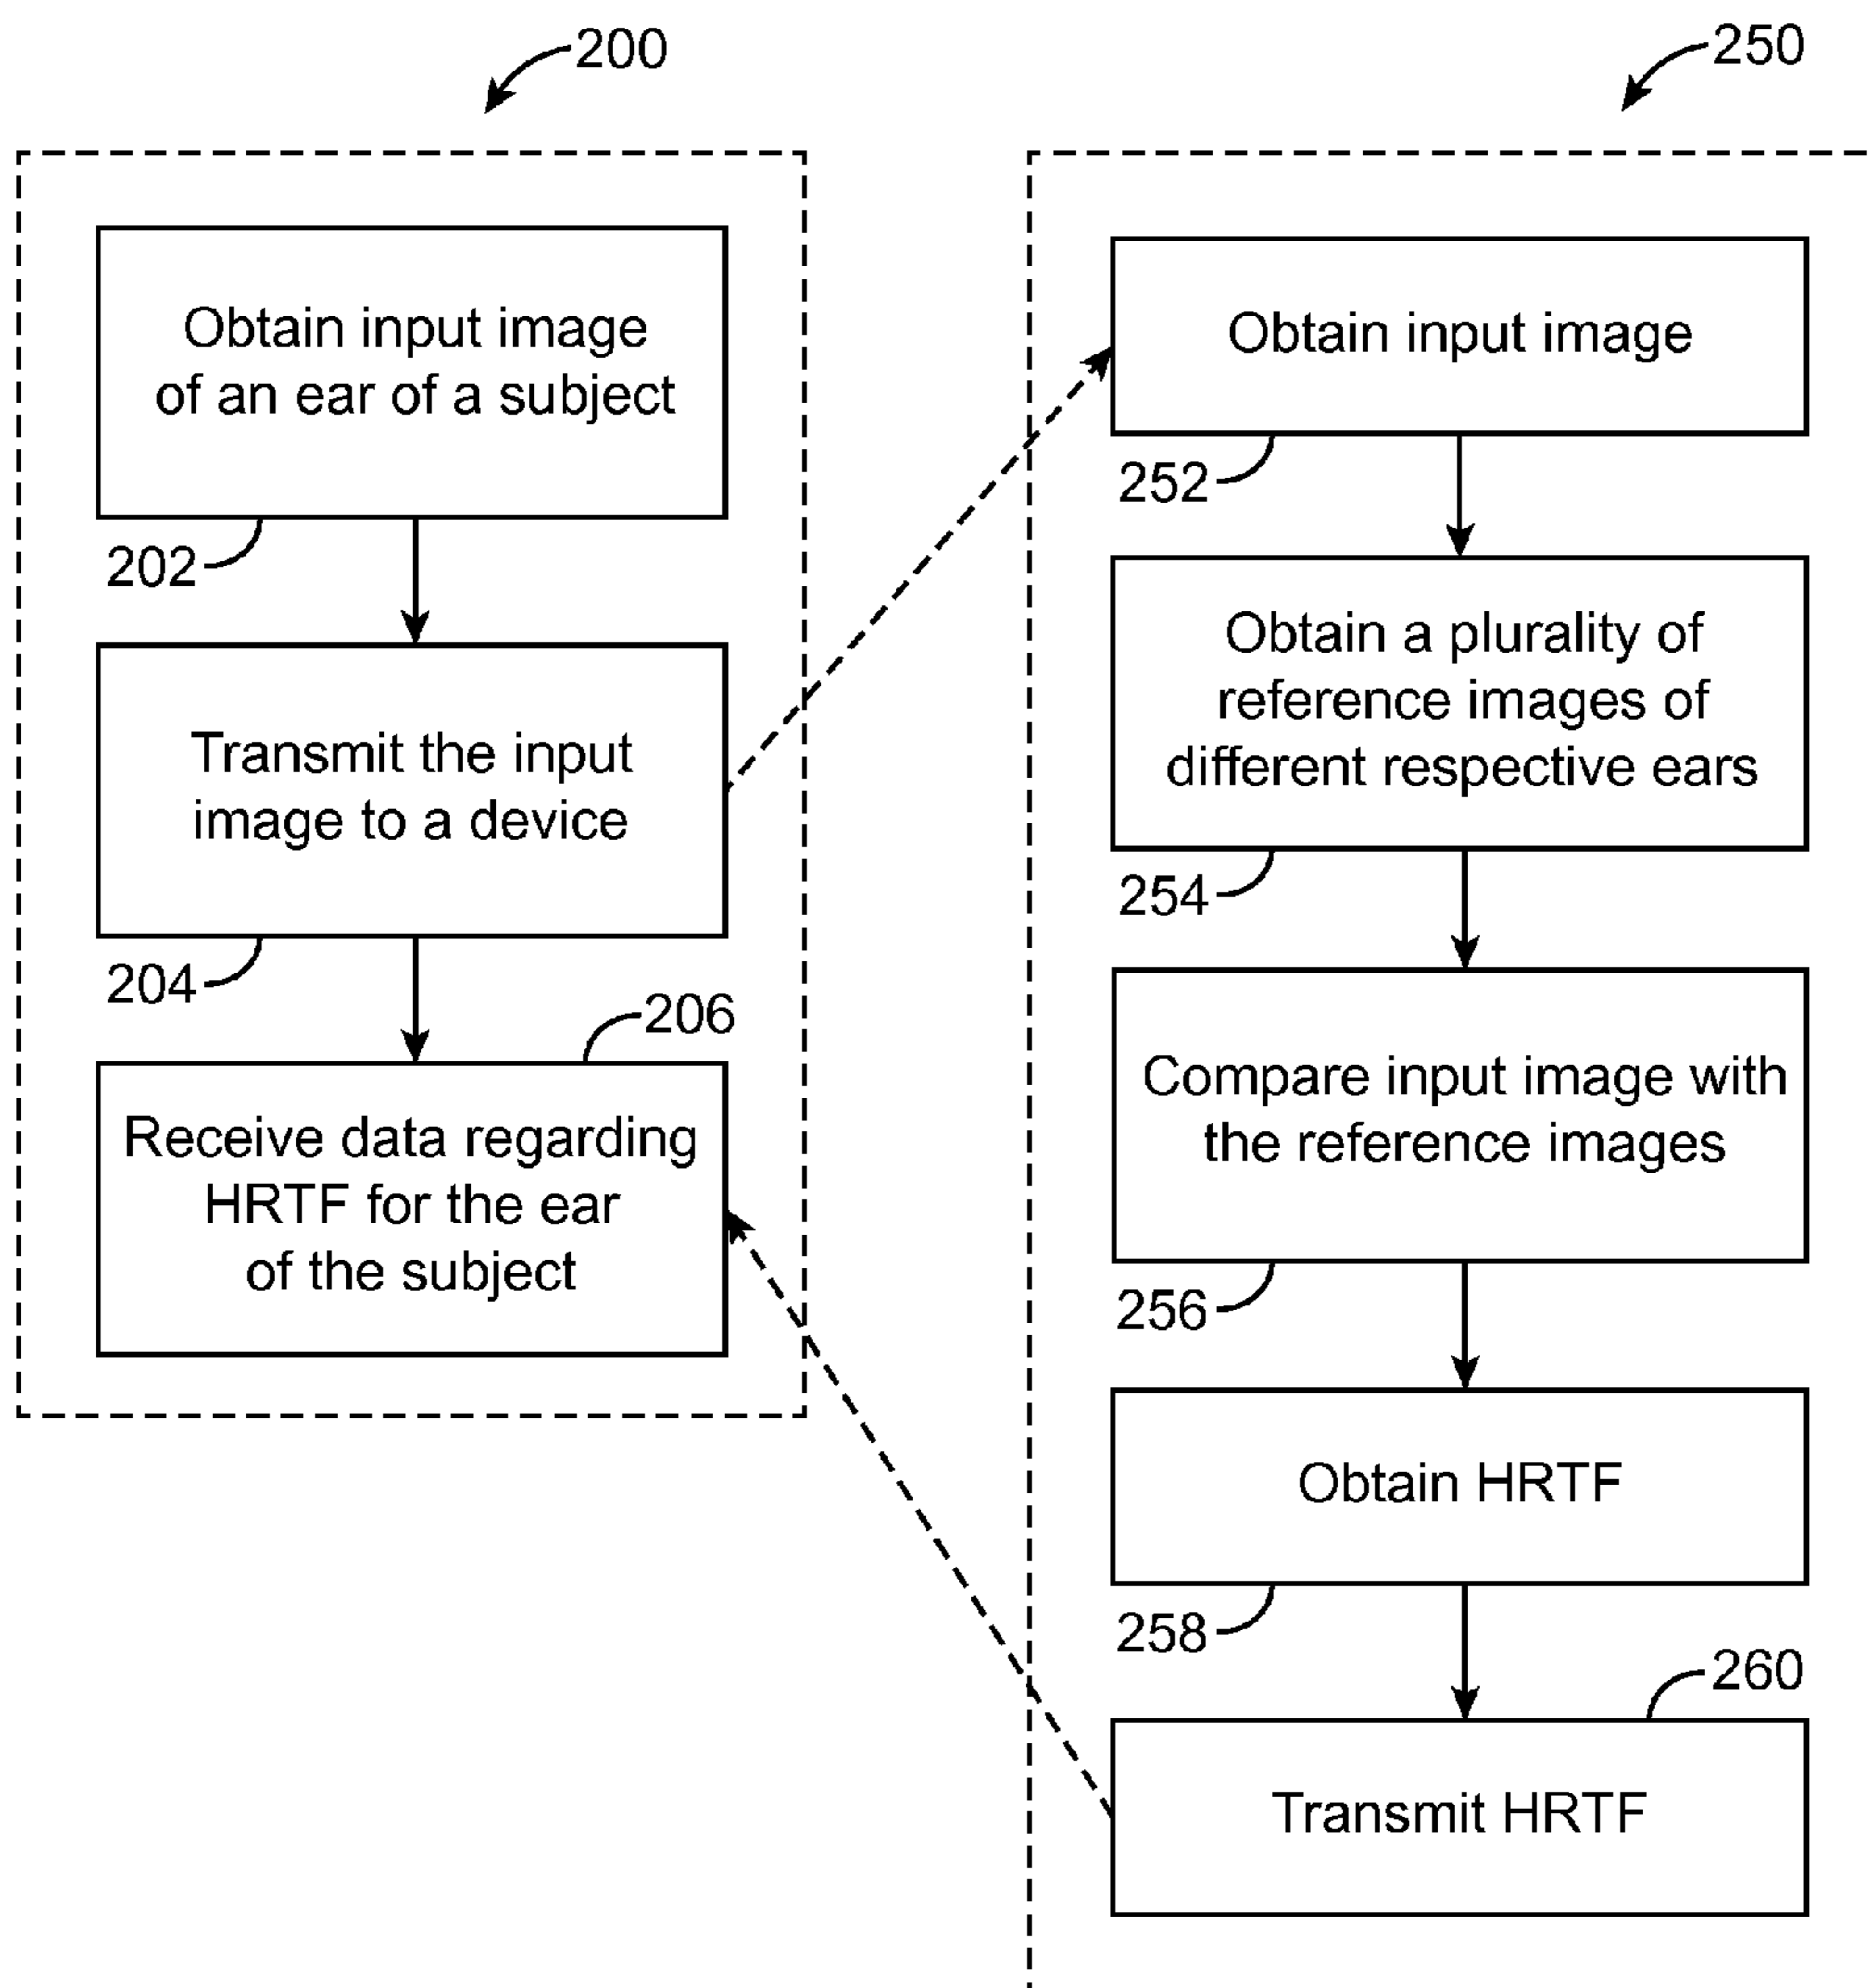 200
Obtain input image
of an ear of a subject
202
Transmit the input
image to a device
204
206
Receive data regarding
HRTF for the ear
of the subject
250
Obtain input image
252
Obtain a plurality of
reference images of
different respective ears
254
Compare input image with
the reference images
256
Obtain HRTF
258
260
Transmit HRTF